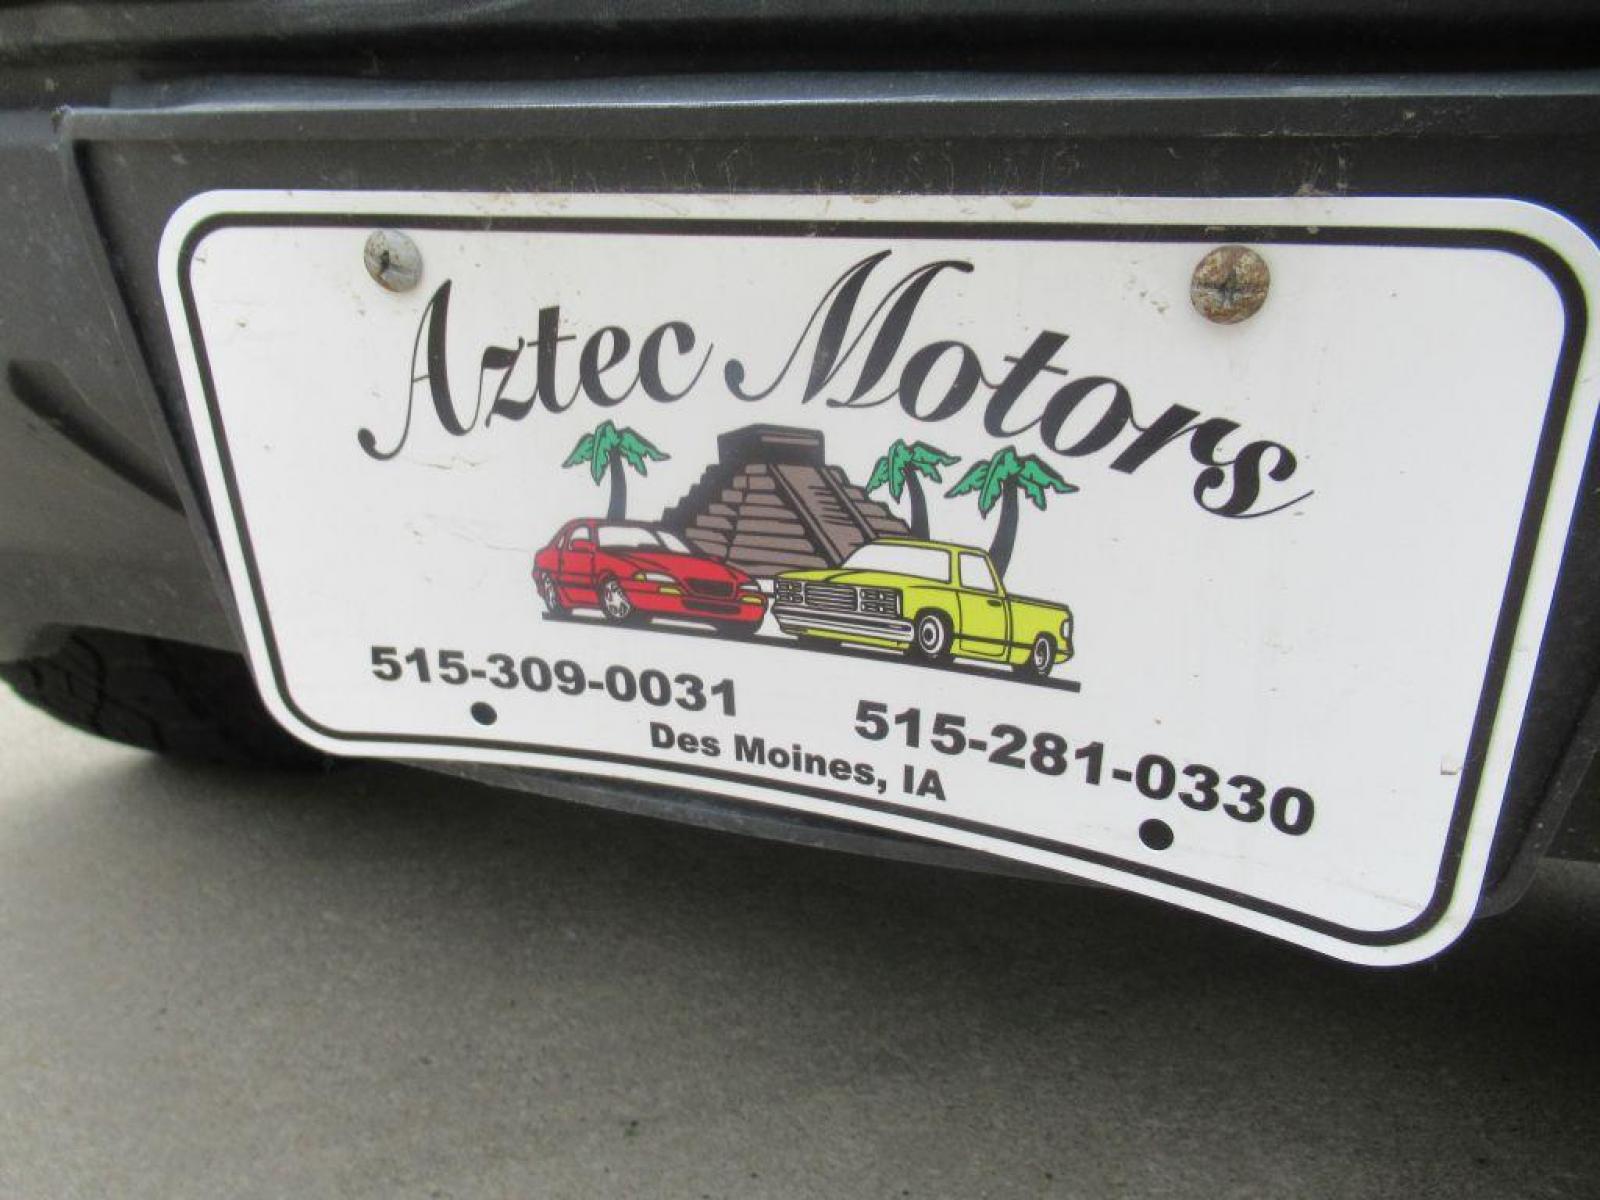 Aztec Motors
515-309-0031
515-281-0330
Des Moines, IA